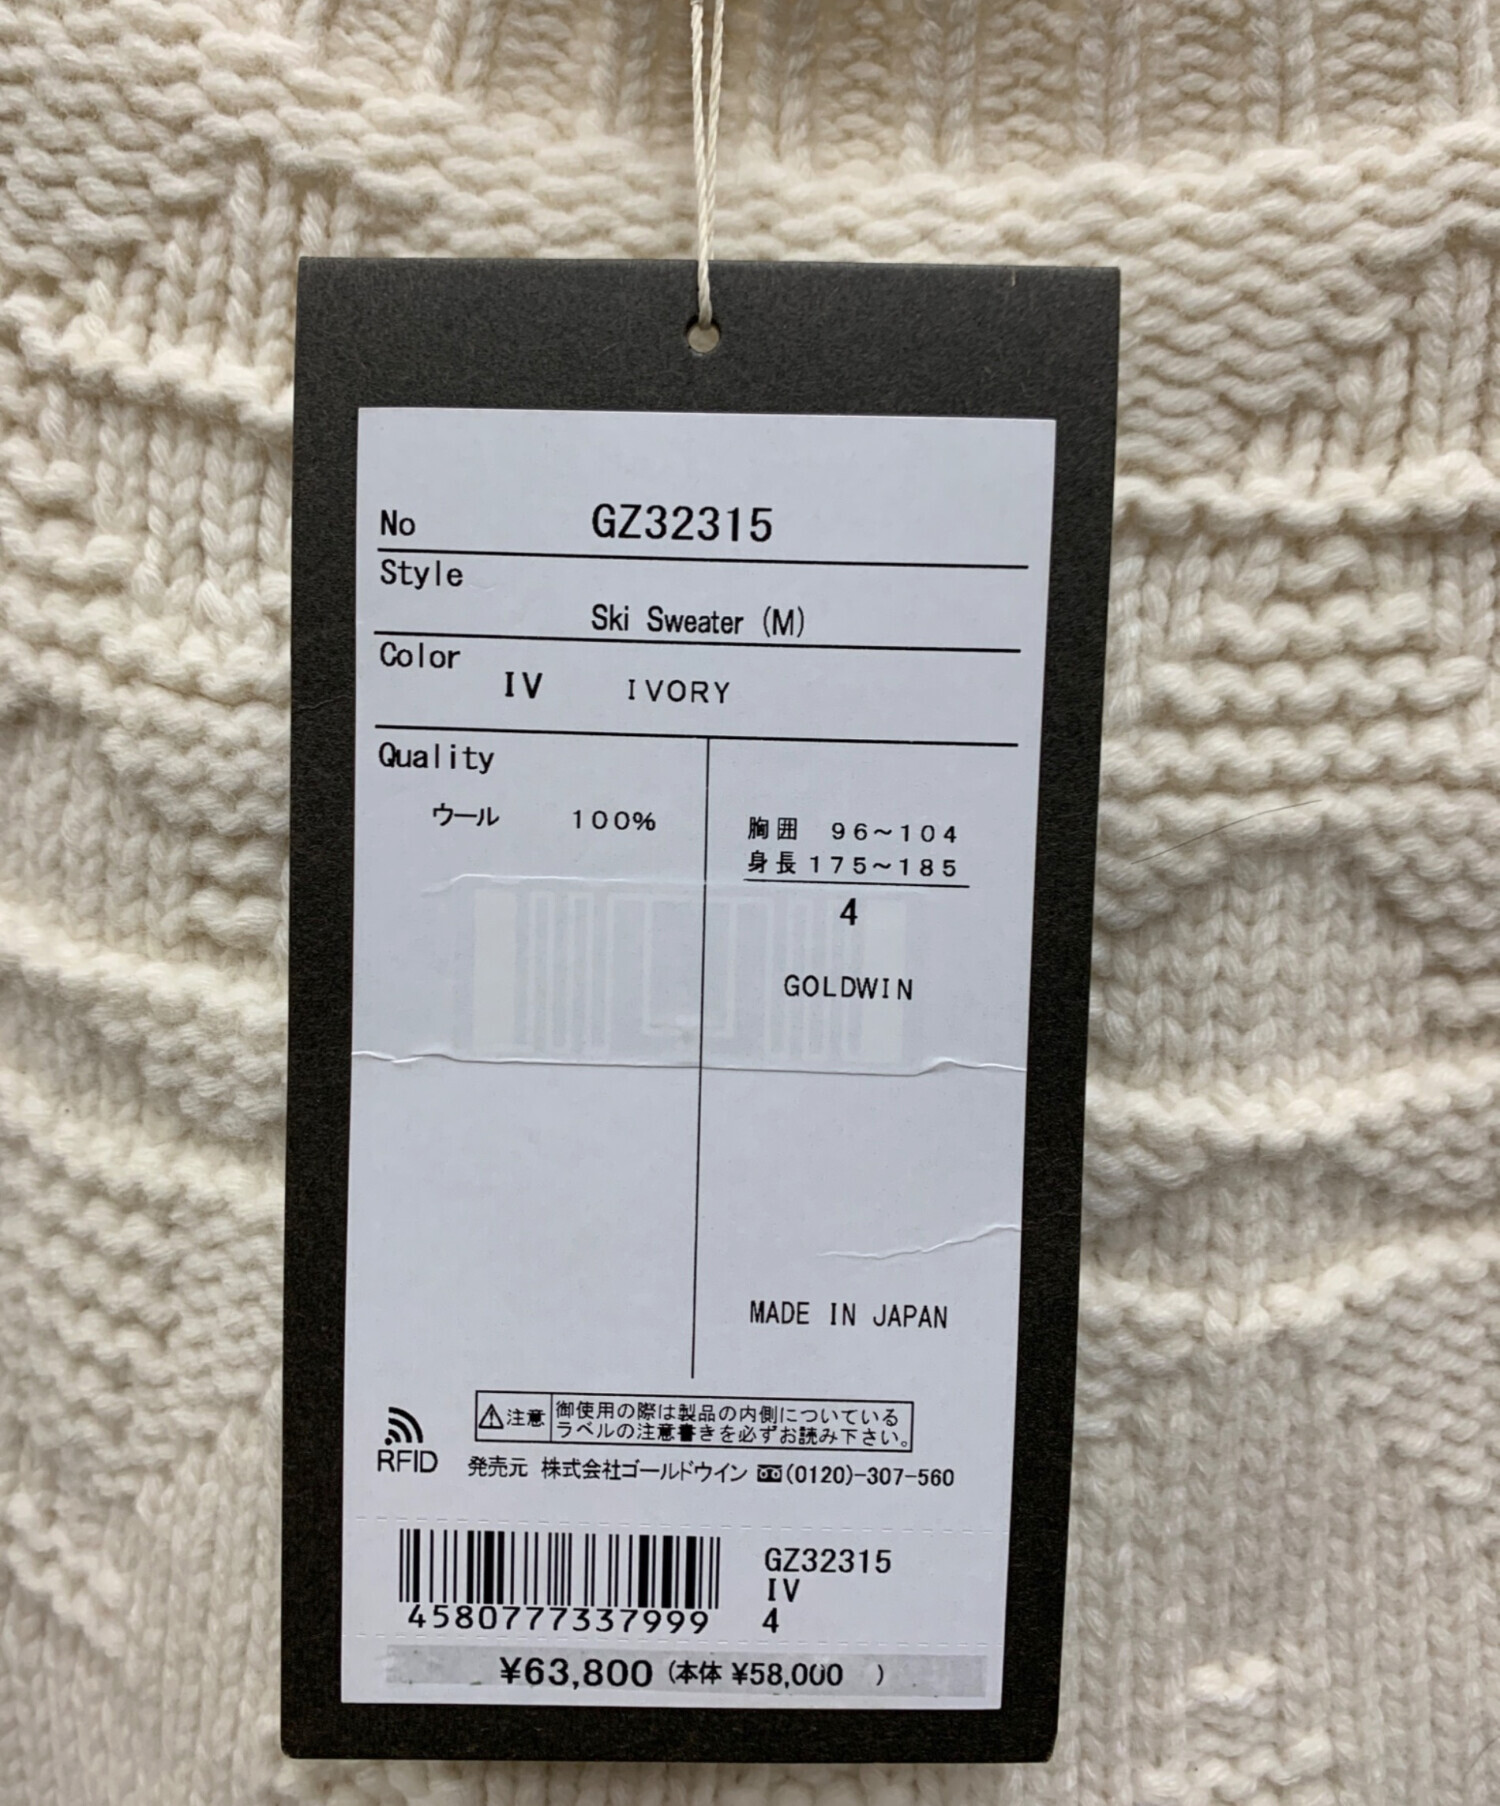 No GZ32315
Style
Ski Sweater (M)
Color
IV IVORY
Quality
ウール 100%
胸囲 96~104
身長 175~185
4
GOLDWIN
MADE IN JAPAN
RFID
注意
御使用の際は製品の内側についている
ラベルの注意書きを必ずお読み下さい。
発売元 株式会社ゴールドウイン (0120)-307-560
4580777337999
GZ32315
IV
4
¥63,800 (本体 ¥58,000 )